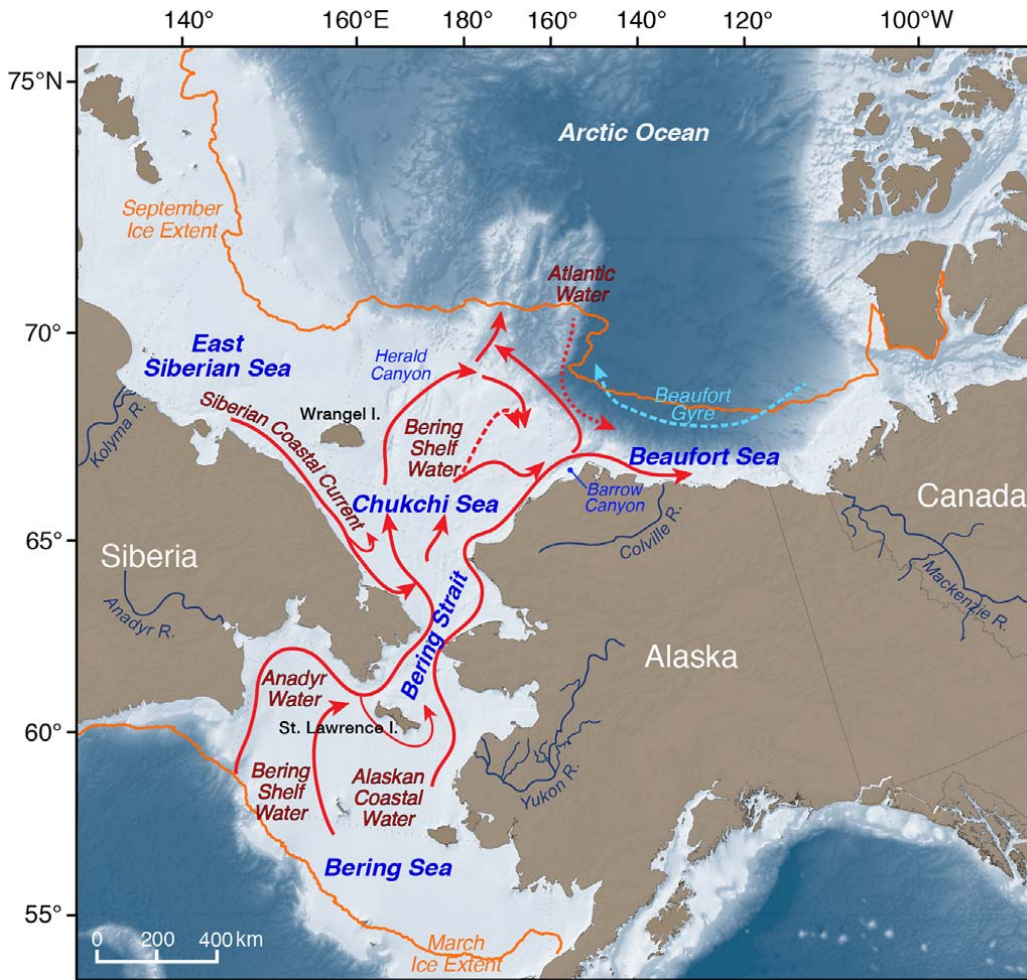 140°
160°E
180°
160°
140°
120°
100°W
75°N
Arctic Ocean
September
Ice Extent
Atlantic
Water
70°
East
Siberian Sea
Herald
Canyon
Beaufort
Gyre
Kolyma R.
Siberian Coastal Current
Wrangel I.
Bering
Shelf
Water
Beaufort Sea
Chukchi Sea
Barrow
Canyon
Canada
65°
Siberia
Colville R.
Mackenzie R.
Anadyr R.
Bering Strait
Alaska
Anadyr
Water
60°
St. Lawrence I.
Bering
Shelf
Water
Alaskan
Coastal
Water
Yukon R.
Bering Sea
55°
0 200 400 km
March
Ice Extent